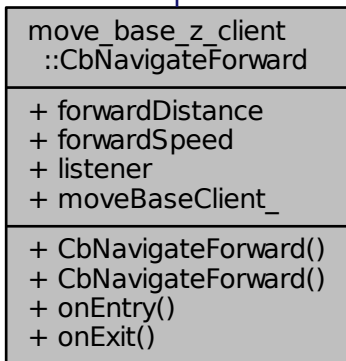 move_base_z_client
::CbNavigateForward
+ forwardDistance
+ forwardSpeed
+ listener
+ moveBaseClient_
+ CbNavigateForward()
+ CbNavigateForward()
+ onEntry()
+ onExit()